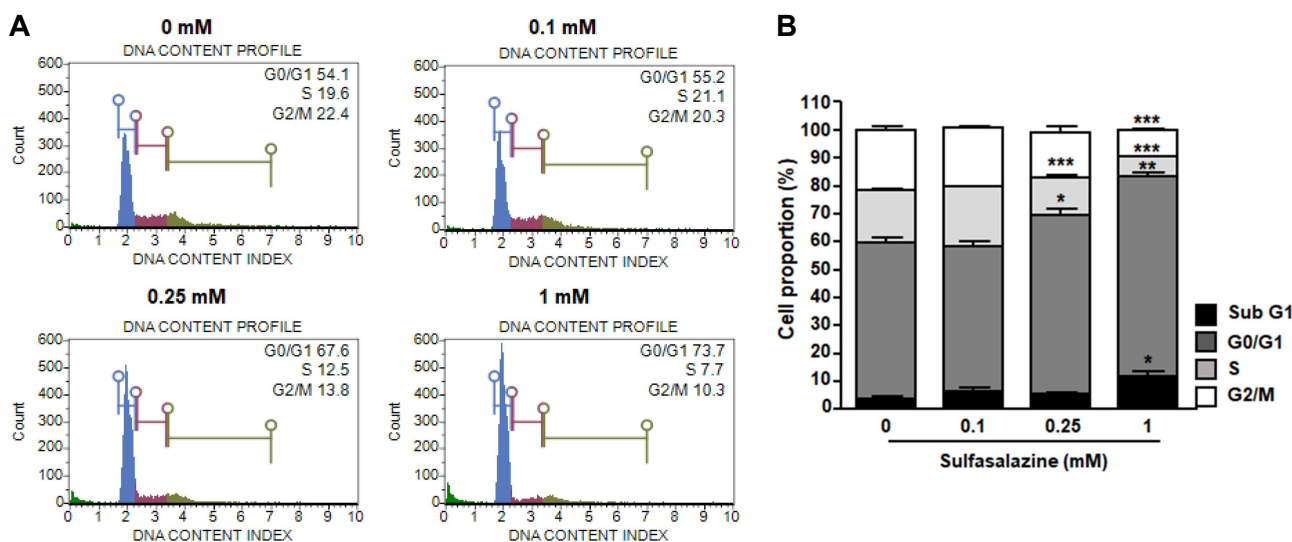 A
0 mM
DNA CONTENT PROFILE
600
500
400
300
200
100
0
Count
G0/G1 54.1
S 19.6
G2/M 22.4
0 1 2 3 4 5 6 7 8 9 10
DNA CONTENT INDEX
0.1 mM
DNA CONTENT PROFILE
600
500
400
300
200
100
0
Count
G0/G1 55.2
S 21.1
G2/M 20.3
0 1 2 3 4 5 6 7 8 9 10
DNA CONTENT INDEX
0.25 mM
DNA CONTENT PROFILE
600
500
400
300
200
100
0
Count
G0/G1 67.6
S 12.5
G2/M 13.8
0 1 2 3 4 5 6 7 8 9 10
DNA CONTENT INDEX
1 mM
DNA CONTENT PROFILE
600
500
400
300
200
100
0
Count
G0/G1 73.7
S 7.7
G2/M 10.3
0 1 2 3 4 5 6 7 8 9 10
DNA CONTENT INDEX
B
110
100
90
80
70
60
50
40
30
20
10
0
Cell proportion (%)
***
***
*** **
*
*
0 0.1 0.25 1
Sulfasalazine (mM)
Sub G1
G0/G1
S
G2/M